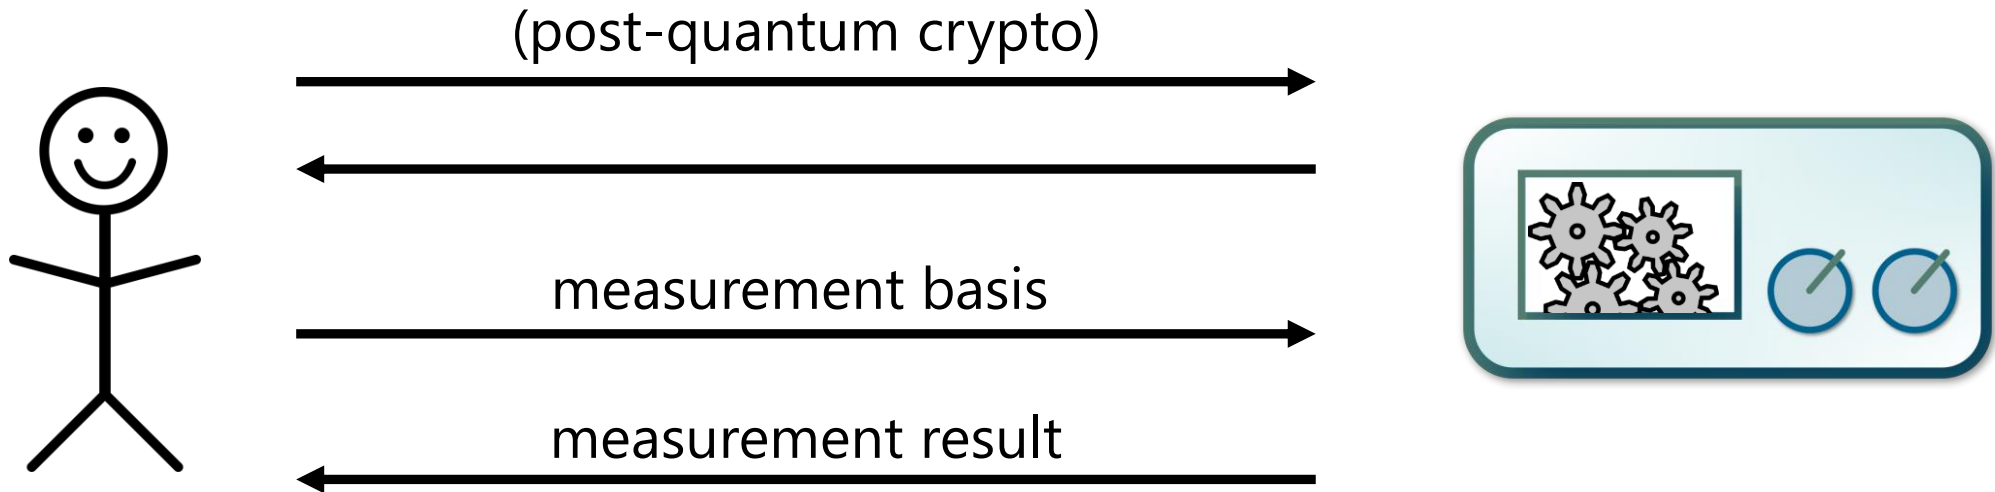 (post-quantum crypto)
measurement basis
measurement result